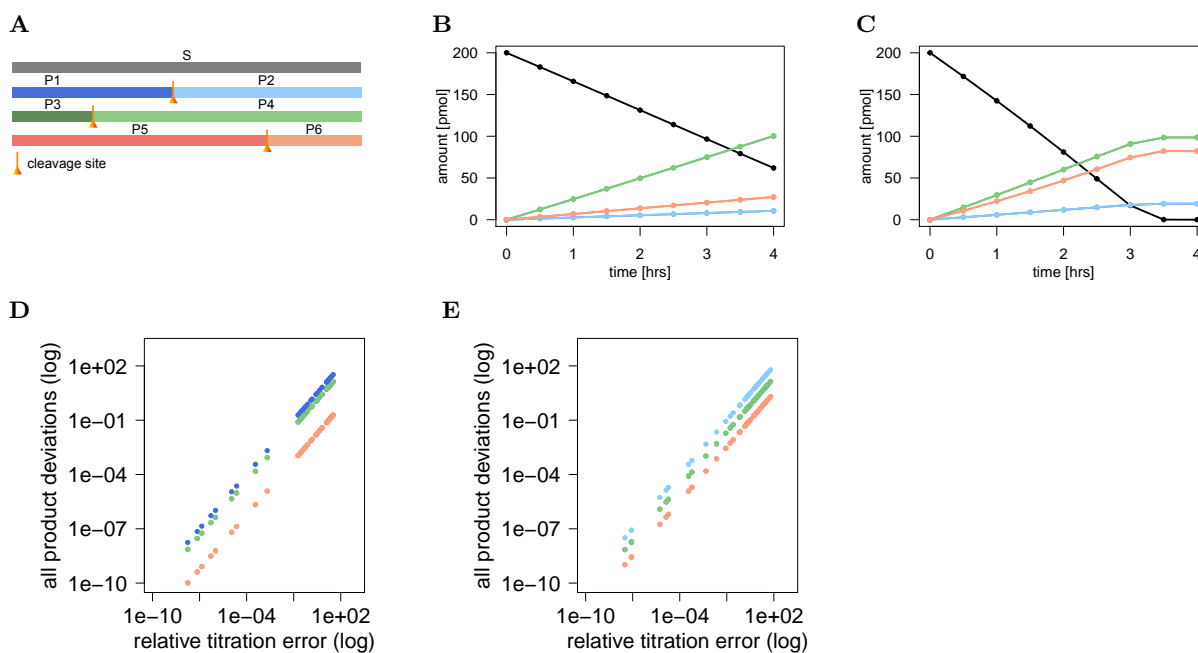 A
S
P1 P2
P3 P4
P5 P6
cleavage site
B
amount [pmol]
200
150
100
50
0
0 1 2 3 4
time [hrs]
C
amount [pmol]
200
150
100
50
0
0 1 2 3 4
time [hrs]
D
all product deviations (log)
1e+02
1e−01
1e−04
1e−07
1e−10
1e−10 1e−04 1e+02
relative titration error (log)
E
all product deviations (log)
1e+02
1e−01
1e−04
1e−07
1e−10
1e−10 1e−04 1e+02
relative titration error (log)